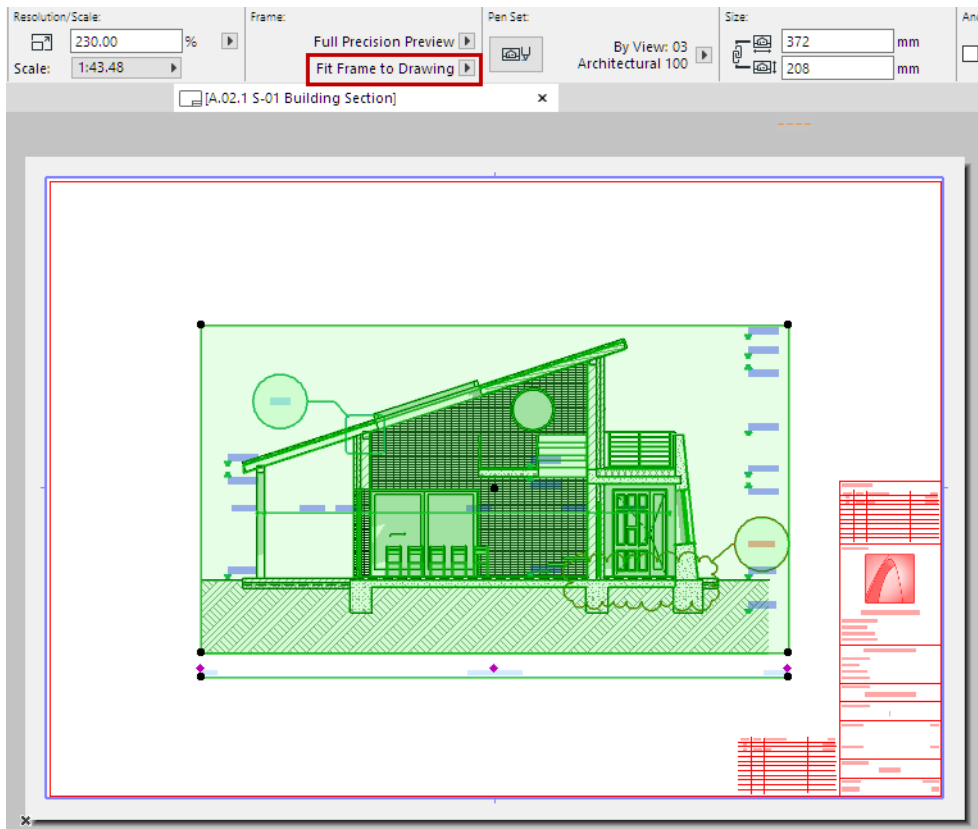 Resolution/Scale:
230.00 %
Scale: 1:43.48
Frame:
Full Precision Preview
Fit Frame to Drawing
Pen Set:
By View: 03
Architectural 100
Size:
372 mm
208 mm
[A.02.1 S-01 Building Section]